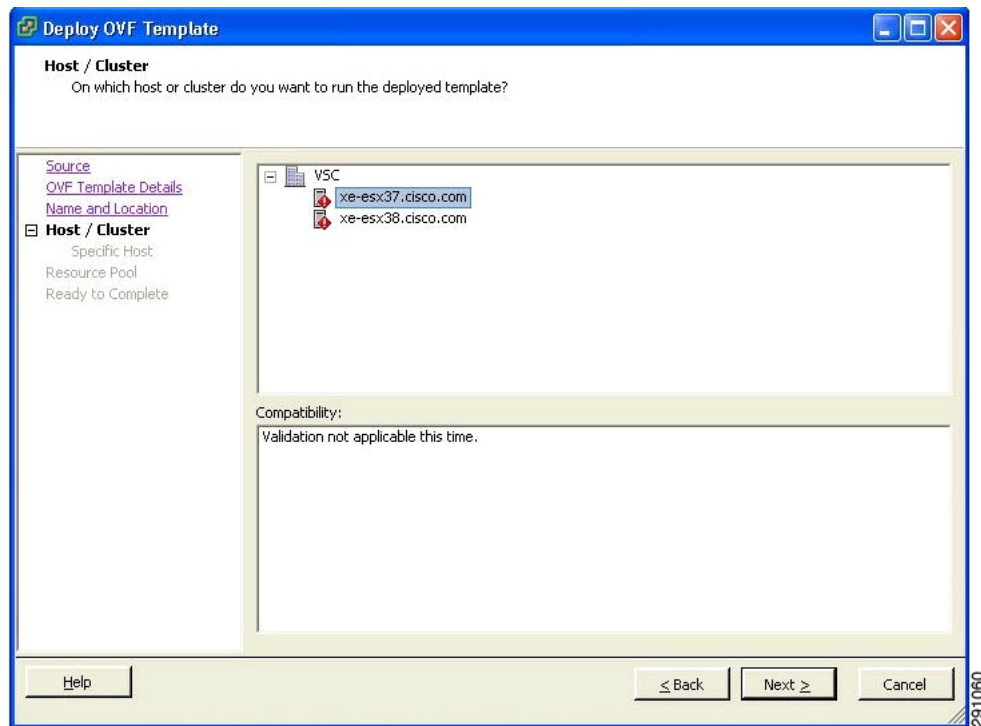 Deploy OVF Template
Host / Cluster
On which host or cluster do you want to run the deployed template?
Source
OVF Template Details
Name and Location
Host / Cluster
Specific Host
Resource Pool
Ready to Complete
VSC
xe-esx37.cisco.com
xe-esx38.cisco.com
Compatibility:
Validation not applicable this time.
Help
< Back
Next >
Cancel
291060